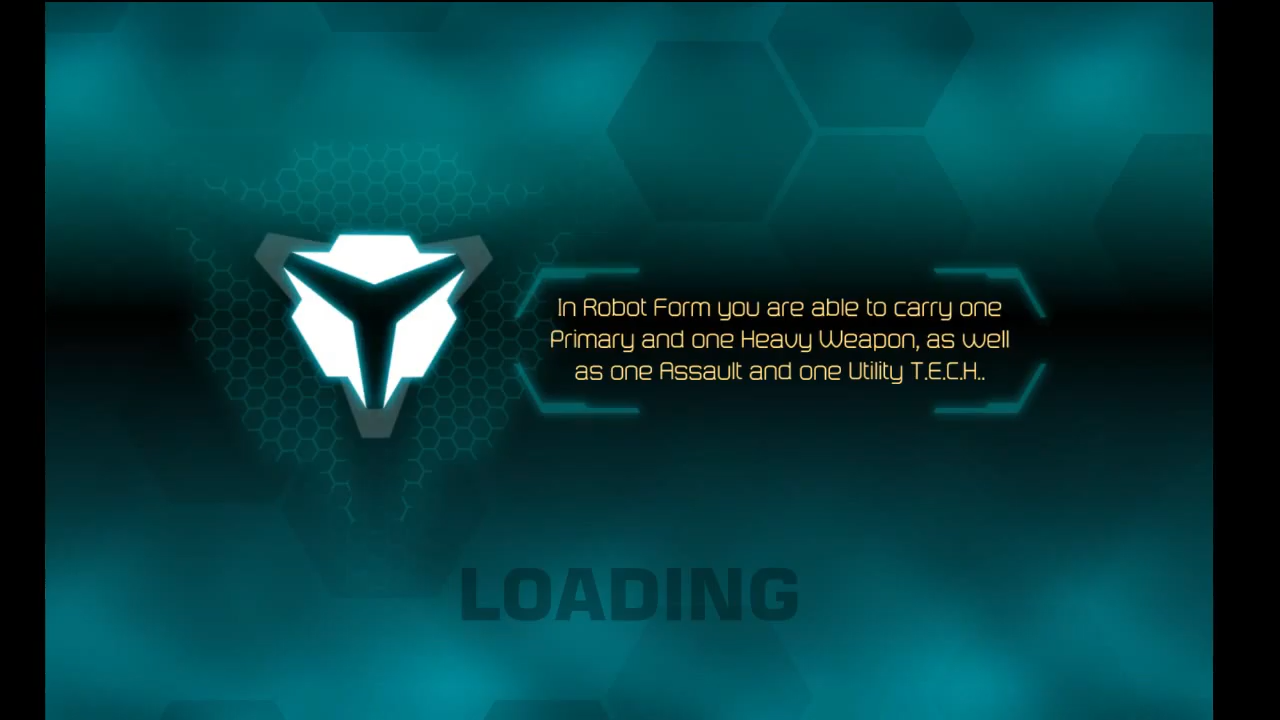 In Robot Form you are able to carry one
Primary and one Heavy Weapon, as well
as one Assault and one Utility T.E.C.H..
LOADING